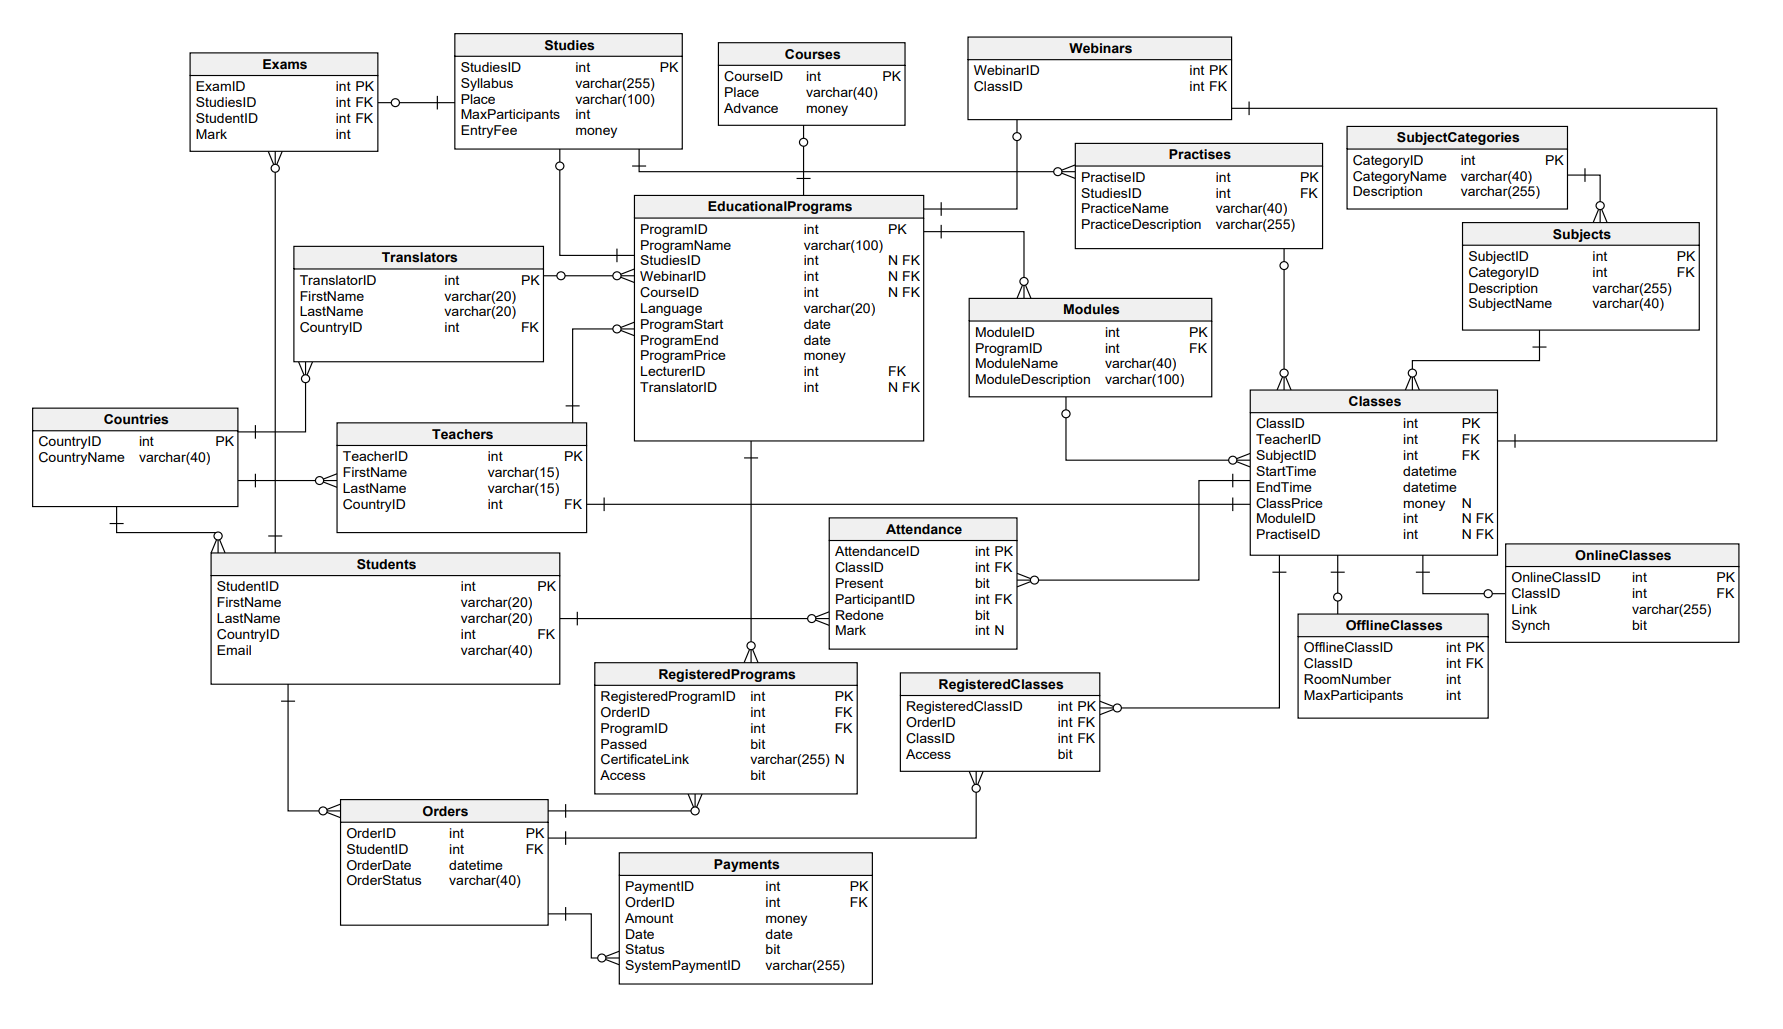 Exams
ExamID int PK
StudiesID int FK
StudentID int FK
Mark int
Studies
StudiesID int PK
Syllabus varchar(255)
Place varchar(100)
MaxParticipants int
EntryFee money
Courses
CourseID int PK
Place varchar(40)
Advance money
Webinars
WebinarID int PK
ClassID int FK
SubjectCategories
CategoryID int PK
CategoryName varchar(40)
Description varchar(255)
Practises
PractiseID int PK
StudiesID int FK
PracticeName varchar(40)
PracticeDescription varchar(255)
EducationalPrograms
ProgramID int PK
ProgramName varchar(100)
StudiesID int N FK
WebinarID int N FK
CourseID int N FK
Language varchar(20)
ProgramStart date
ProgramEnd date
ProgramPrice money
LecturerID int FK
TranslatorID int N FK
Subjects
SubjectID int PK
CategoryID int FK
Description varchar(255)
SubjectName varchar(40)
Translators
TranslatorID int PK
FirstName varchar(20)
LastName varchar(20)
CountryID int FK
Modules
ModuleID int PK
ProgramID int FK
ModuleName varchar(40)
ModuleDescription varchar(100)
Classes
ClassID int PK
TeacherID int FK
SubjectID int FK
StartTime datetime
EndTime datetime
ClassPrice money N
ModuleID int N FK
PractiseID int N FK
Countries
CountryID int PK
CountryName varchar(40)
Teachers
TeacherID int PK
FirstName varchar(15)
LastName varchar(15)
CountryID int FK
Attendance
AttendanceID int PK
ClassID int FK
Present bit
ParticipantID int FK
Redone bit
Mark int N
OnlineClasses
OnlineClassID int PK
ClassID int FK
Link varchar(255)
Synch bit
Students
StudentID int PK
FirstName varchar(20)
LastName varchar(20)
CountryID int FK
Email varchar(40)
OfflineClasses
OfflineClassID int PK
ClassID int FK
RoomNumber int
MaxParticipants int
RegisteredPrograms
RegisteredProgramID int PK
OrderID int FK
ProgramID int FK
Passed bit
CertificateLink varchar(255) N
Access bit
RegisteredClasses
RegisteredClassID int PK
OrderID int FK
ClassID int FK
Access bit
Orders
OrderID int PK
StudentID int FK
OrderDate datetime
OrderStatus varchar(40)
Payments
PaymentID int PK
OrderID int FK
Amount money
Date date
Status bit
SystemPaymentID varchar(255)